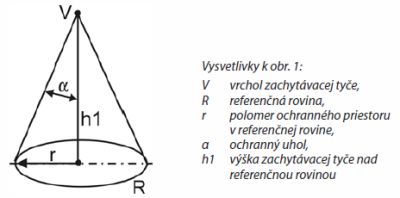 V
α
h1
r
R
Vysvetlivky k obr. 1:
V vrchol zachytávacej tyče,
R referenčná rovina,
r polomer ochranného priestoru
v referenčnej rovine,
α ochranný uhol,
h1 výška zachytávacej tyče nad
referenčnou rovinou